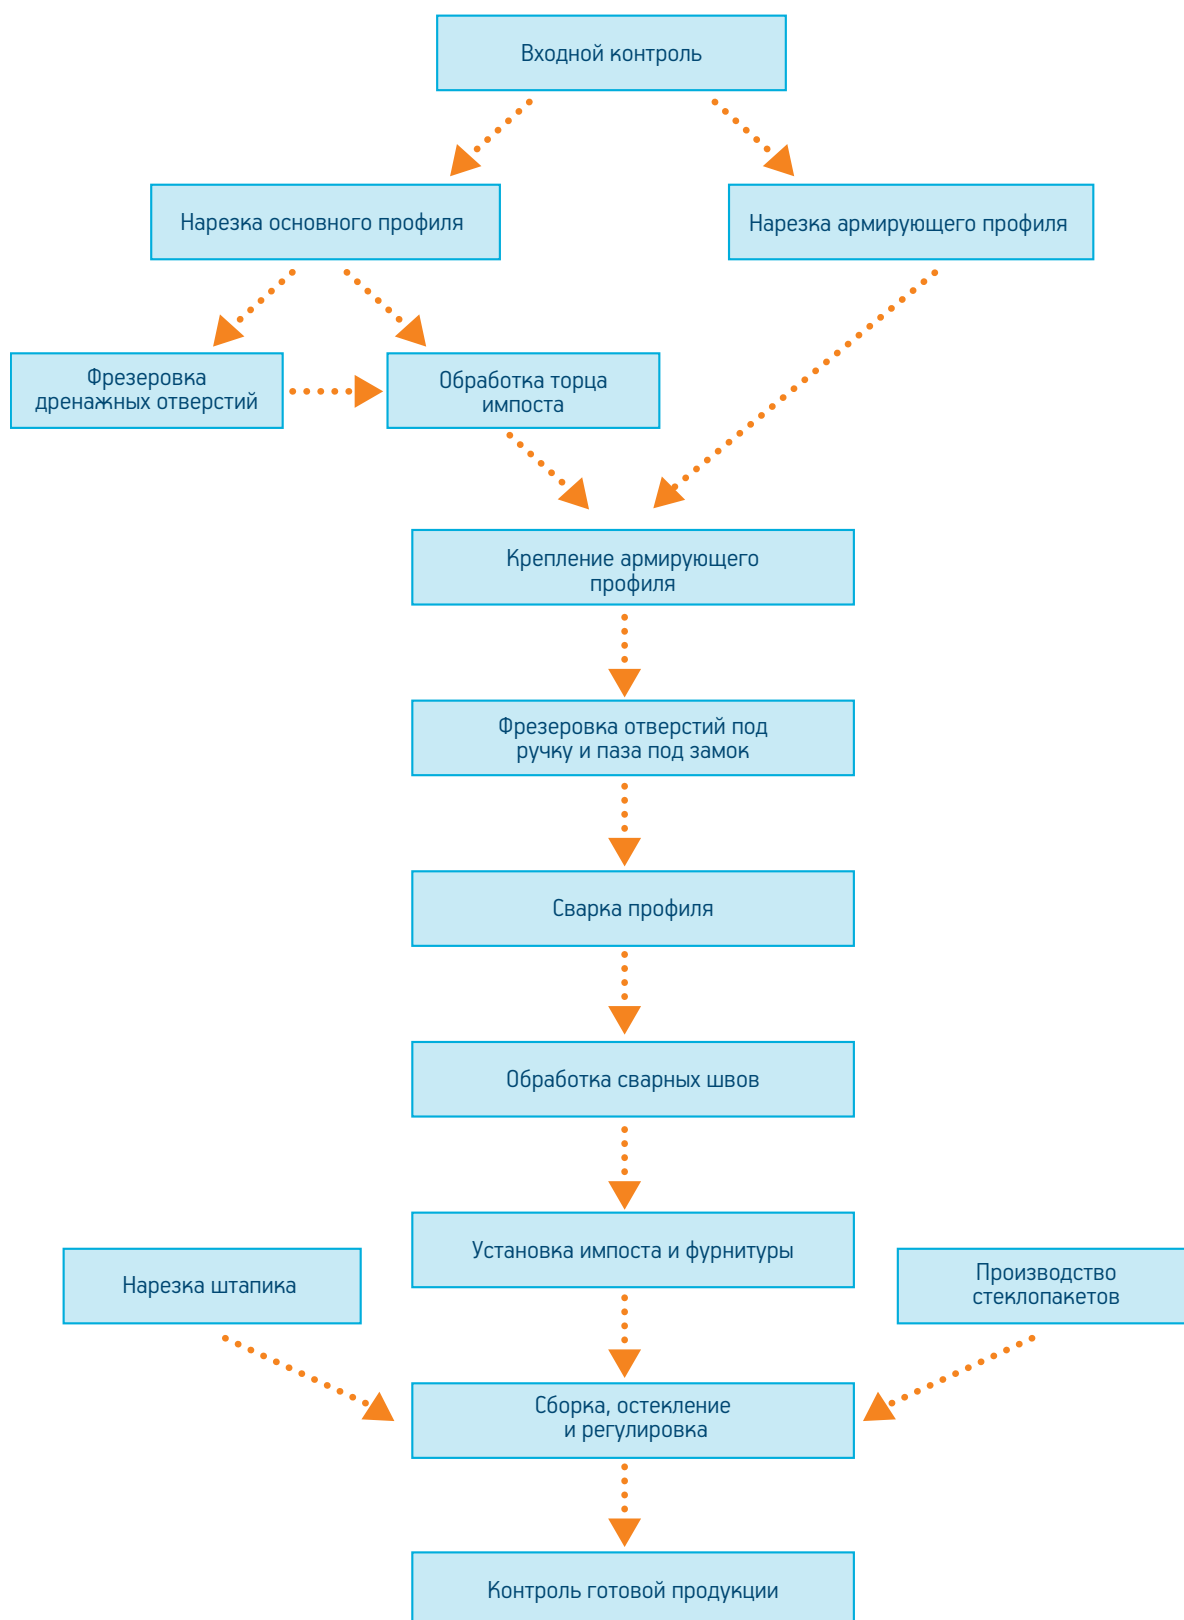 Входной контроль
Нарезка основного профиля
Нарезка армирующего профиля
Фрезеровка
дренажных отверстий
Обработка торца
импоста
Крепление армирующего
профиля
Фрезеровка отверстий под
ручку и паза под замок
Сварка профиля
Обработка сварных швов
Установка импоста и фурнитуры
Нарезка штапика
Производство
стеклопакетов
Сборка, остекление
и регулировка
Контроль готовой продукции